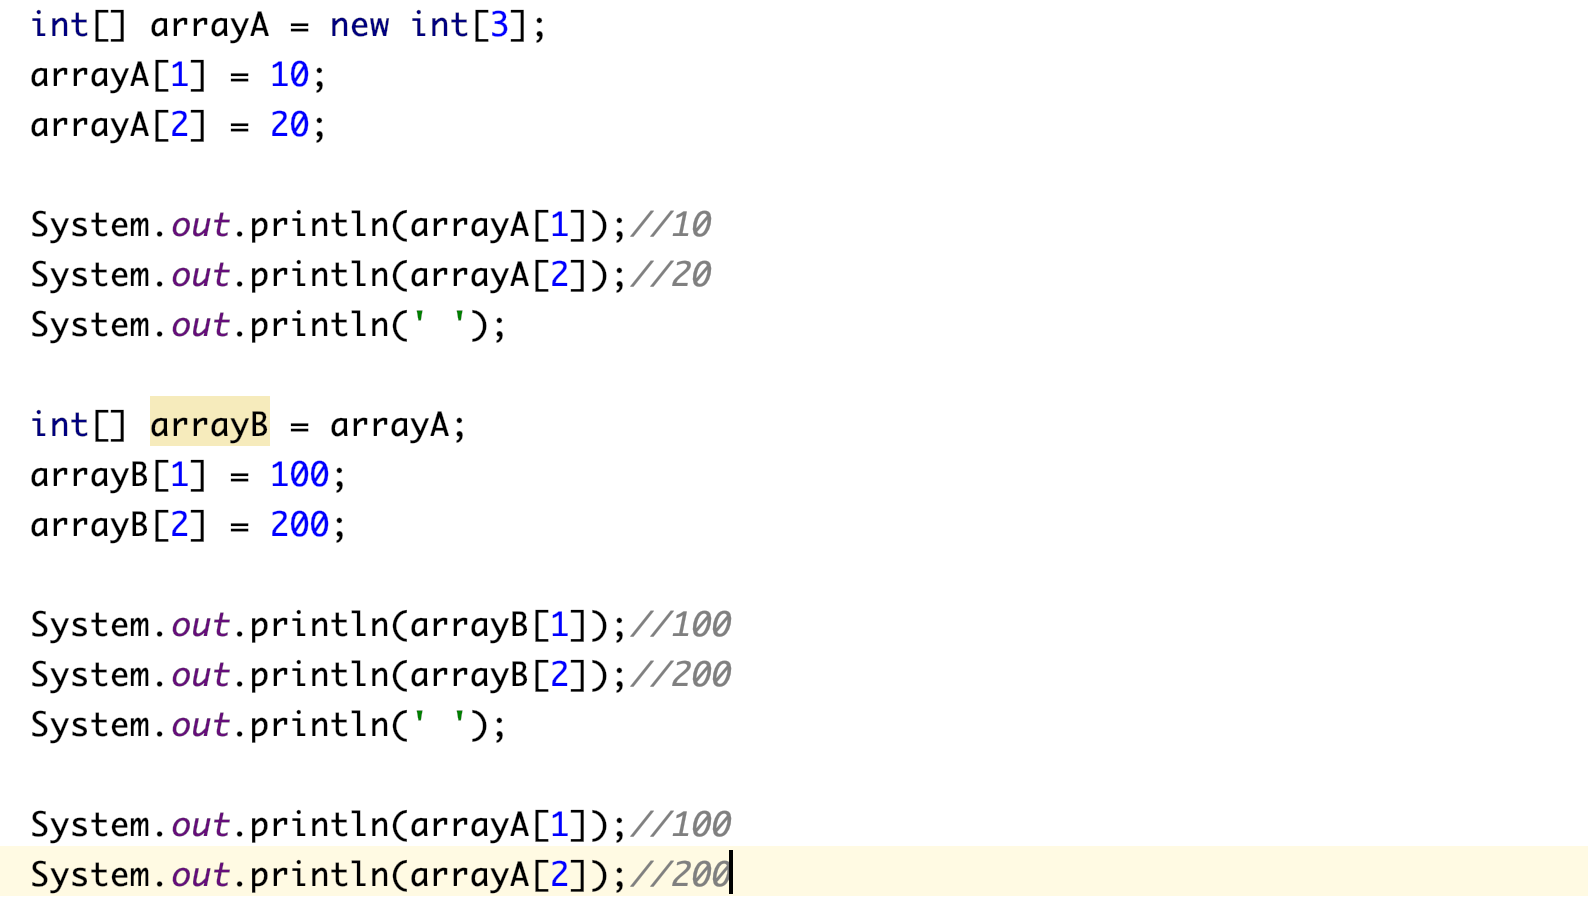 int[] arrayA = new int[3];
arrayA[1] = 10;
arrayA[2] = 20;
System.out.println(arrayA[1]);//10
System.out.println(arrayA[2]);//20
System.out.println(' ');
int[] arrayB = arrayA;
arrayB[1] = 100;
arrayB[2] = 200;
System.out.println(arrayB[1]);//100
System.out.println(arrayB[2]);//200
System.out.println(' ');
System.out.println(arrayA[1]);//100
System.out.println(arrayA[2]);//200